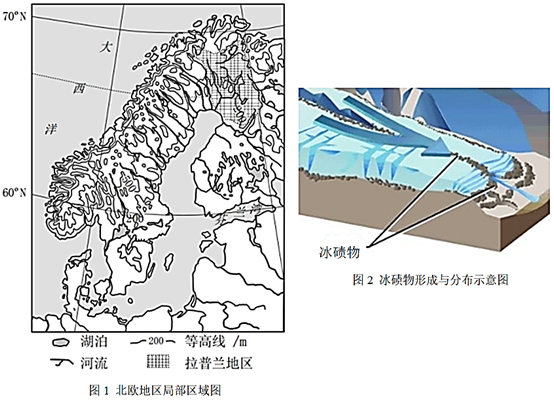 70°N
大
西
洋
60°N
湖泊
200 等高线/m
河流
拉普兰地区
图1 北欧地区局部区域图
冰碛物
图2 冰碛物形成与分布示意图